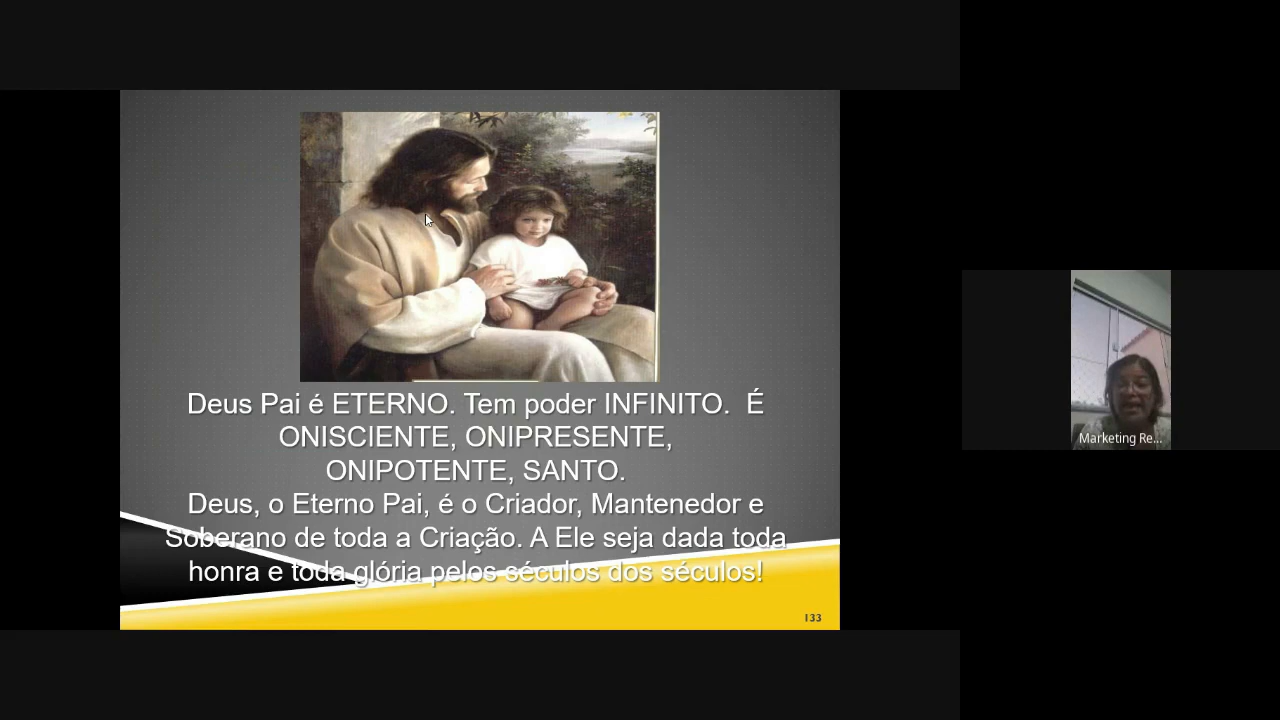 Deus Pai é ETERNO. Tem poder INFINITO.  É
ONISCIENTE, ONIPRESENTE,
ONIPOTENTE, SANTO.
Deus, o Eterno Pai, é o Criador, Mantenedor e
Soberano de toda a Criação. A Ele seja dada toda
honra e toda glória pelos séculos dos séculos!
133
Marketing Re...